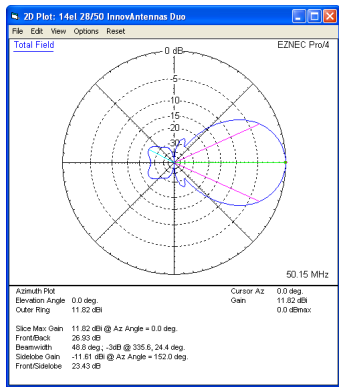 2D Plot: 14el 28/50 InnovAntennas Duo
File Edit View Options Reset
Total Field
EZNEC Pro/4
0 dB
-5
-10
-15
-20
-30
50.15 MHz
Azimuth Plot
Elevation Angle 0.0 deg.
Outer Ring 11.82 dBi
Cursor Az 0.0 deg.
Gain 11.82 dBi
0.0 dBmax
Slice Max Gain 11.82 dBi @ Az Angle = 0.0 deg.
Front/Back 26.93 dB
Beamwidth 48.8 deg.; -3dB @ 335.6, 24.4 deg.
Sidelobe Gain -11.61 dBi @ Az Angle = 152.0 deg.
Front/Sidelobe 23.43 dB